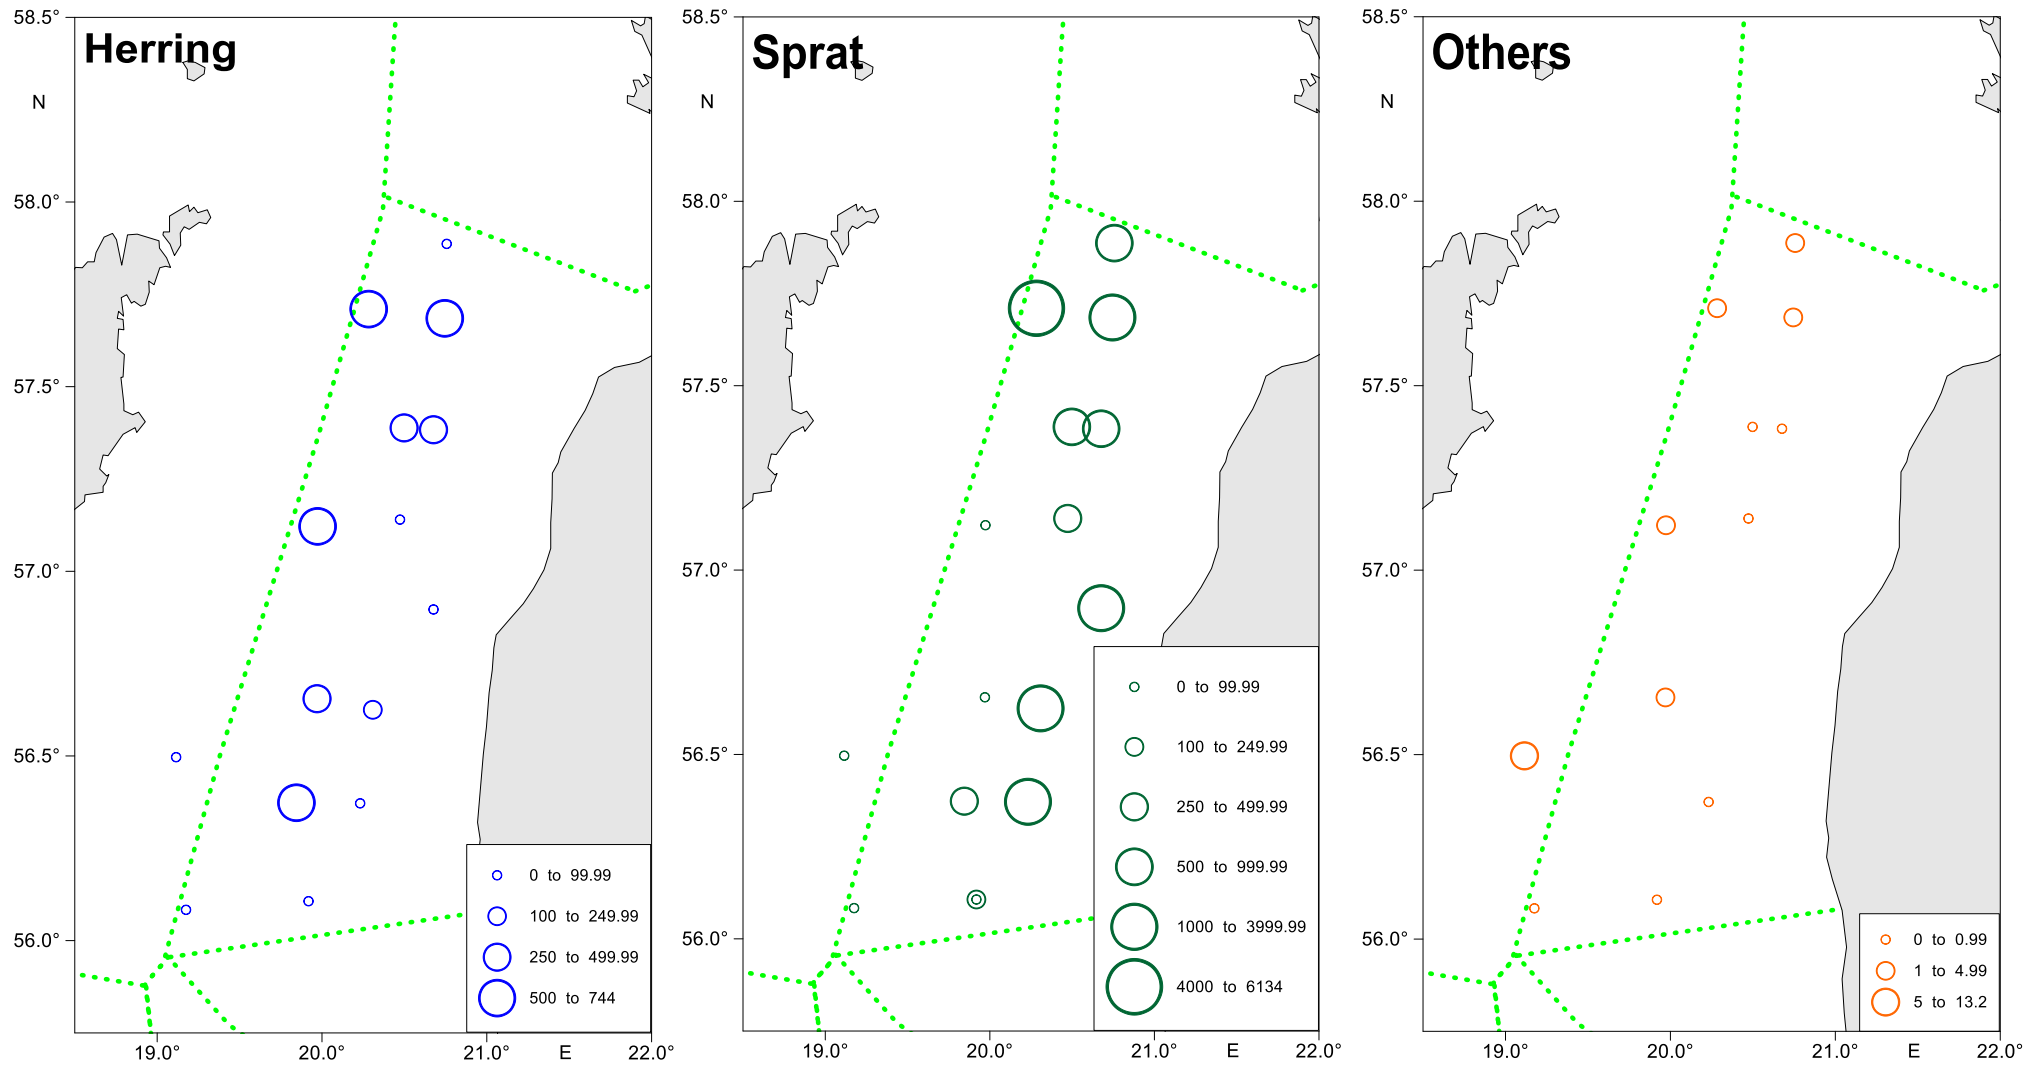 Herring
58.5°
N
58.0°
57.5°
57.0°
56.5°
56.0°
19.0°
20.0°
21.0°
E
22.0°
0 to 99.99
100 to 249.99
250 to 499.99
500 to 744
Sprat
58.5°
N
58.0°
57.5°
57.0°
56.5°
56.0°
19.0°
20.0°
21.0°
E
22.0°
0 to 99.99
100 to 249.99
250 to 499.99
500 to 999.99
1000 to 3999.99
4000 to 6134
Others
58.5°
N
58.0°
57.5°
57.0°
56.5°
56.0°
19.0°
20.0°
21.0°
E
22.0°
0 to 0.99
1 to 4.99
5 to 13.2